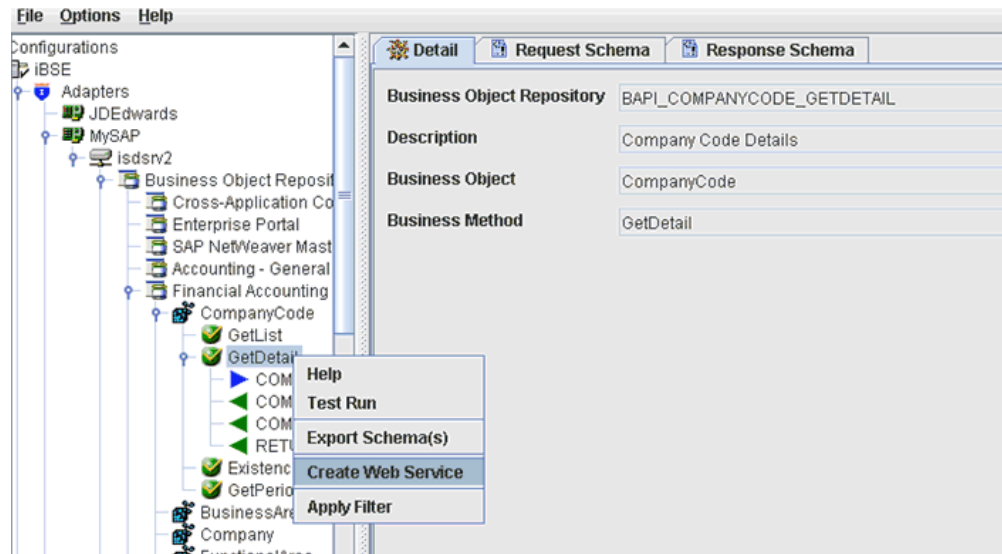 File Options Help
Configurations
iBSE
Adapters
JDEdwards
MySAP
isdsrv2
Business Object Reposit
Cross-Application Co
Enterprise Portal
SAP NetWeaver Mast
Accounting - General
Financial Accounting
CompanyCode
GetList
GetDetail
COM
COM
COM
RETU
Existenc
GetPerio
BusinessAre
Company
FunctionalArea
Help
Test Run
Export Schema(s)
Create Web Service
Apply Filter
Detail Request Schema Response Schema
Business Object Repository BAPI_COMPANYCODE_GETDETAIL
Description Company Code Details
Business Object CompanyCode
Business Method GetDetail